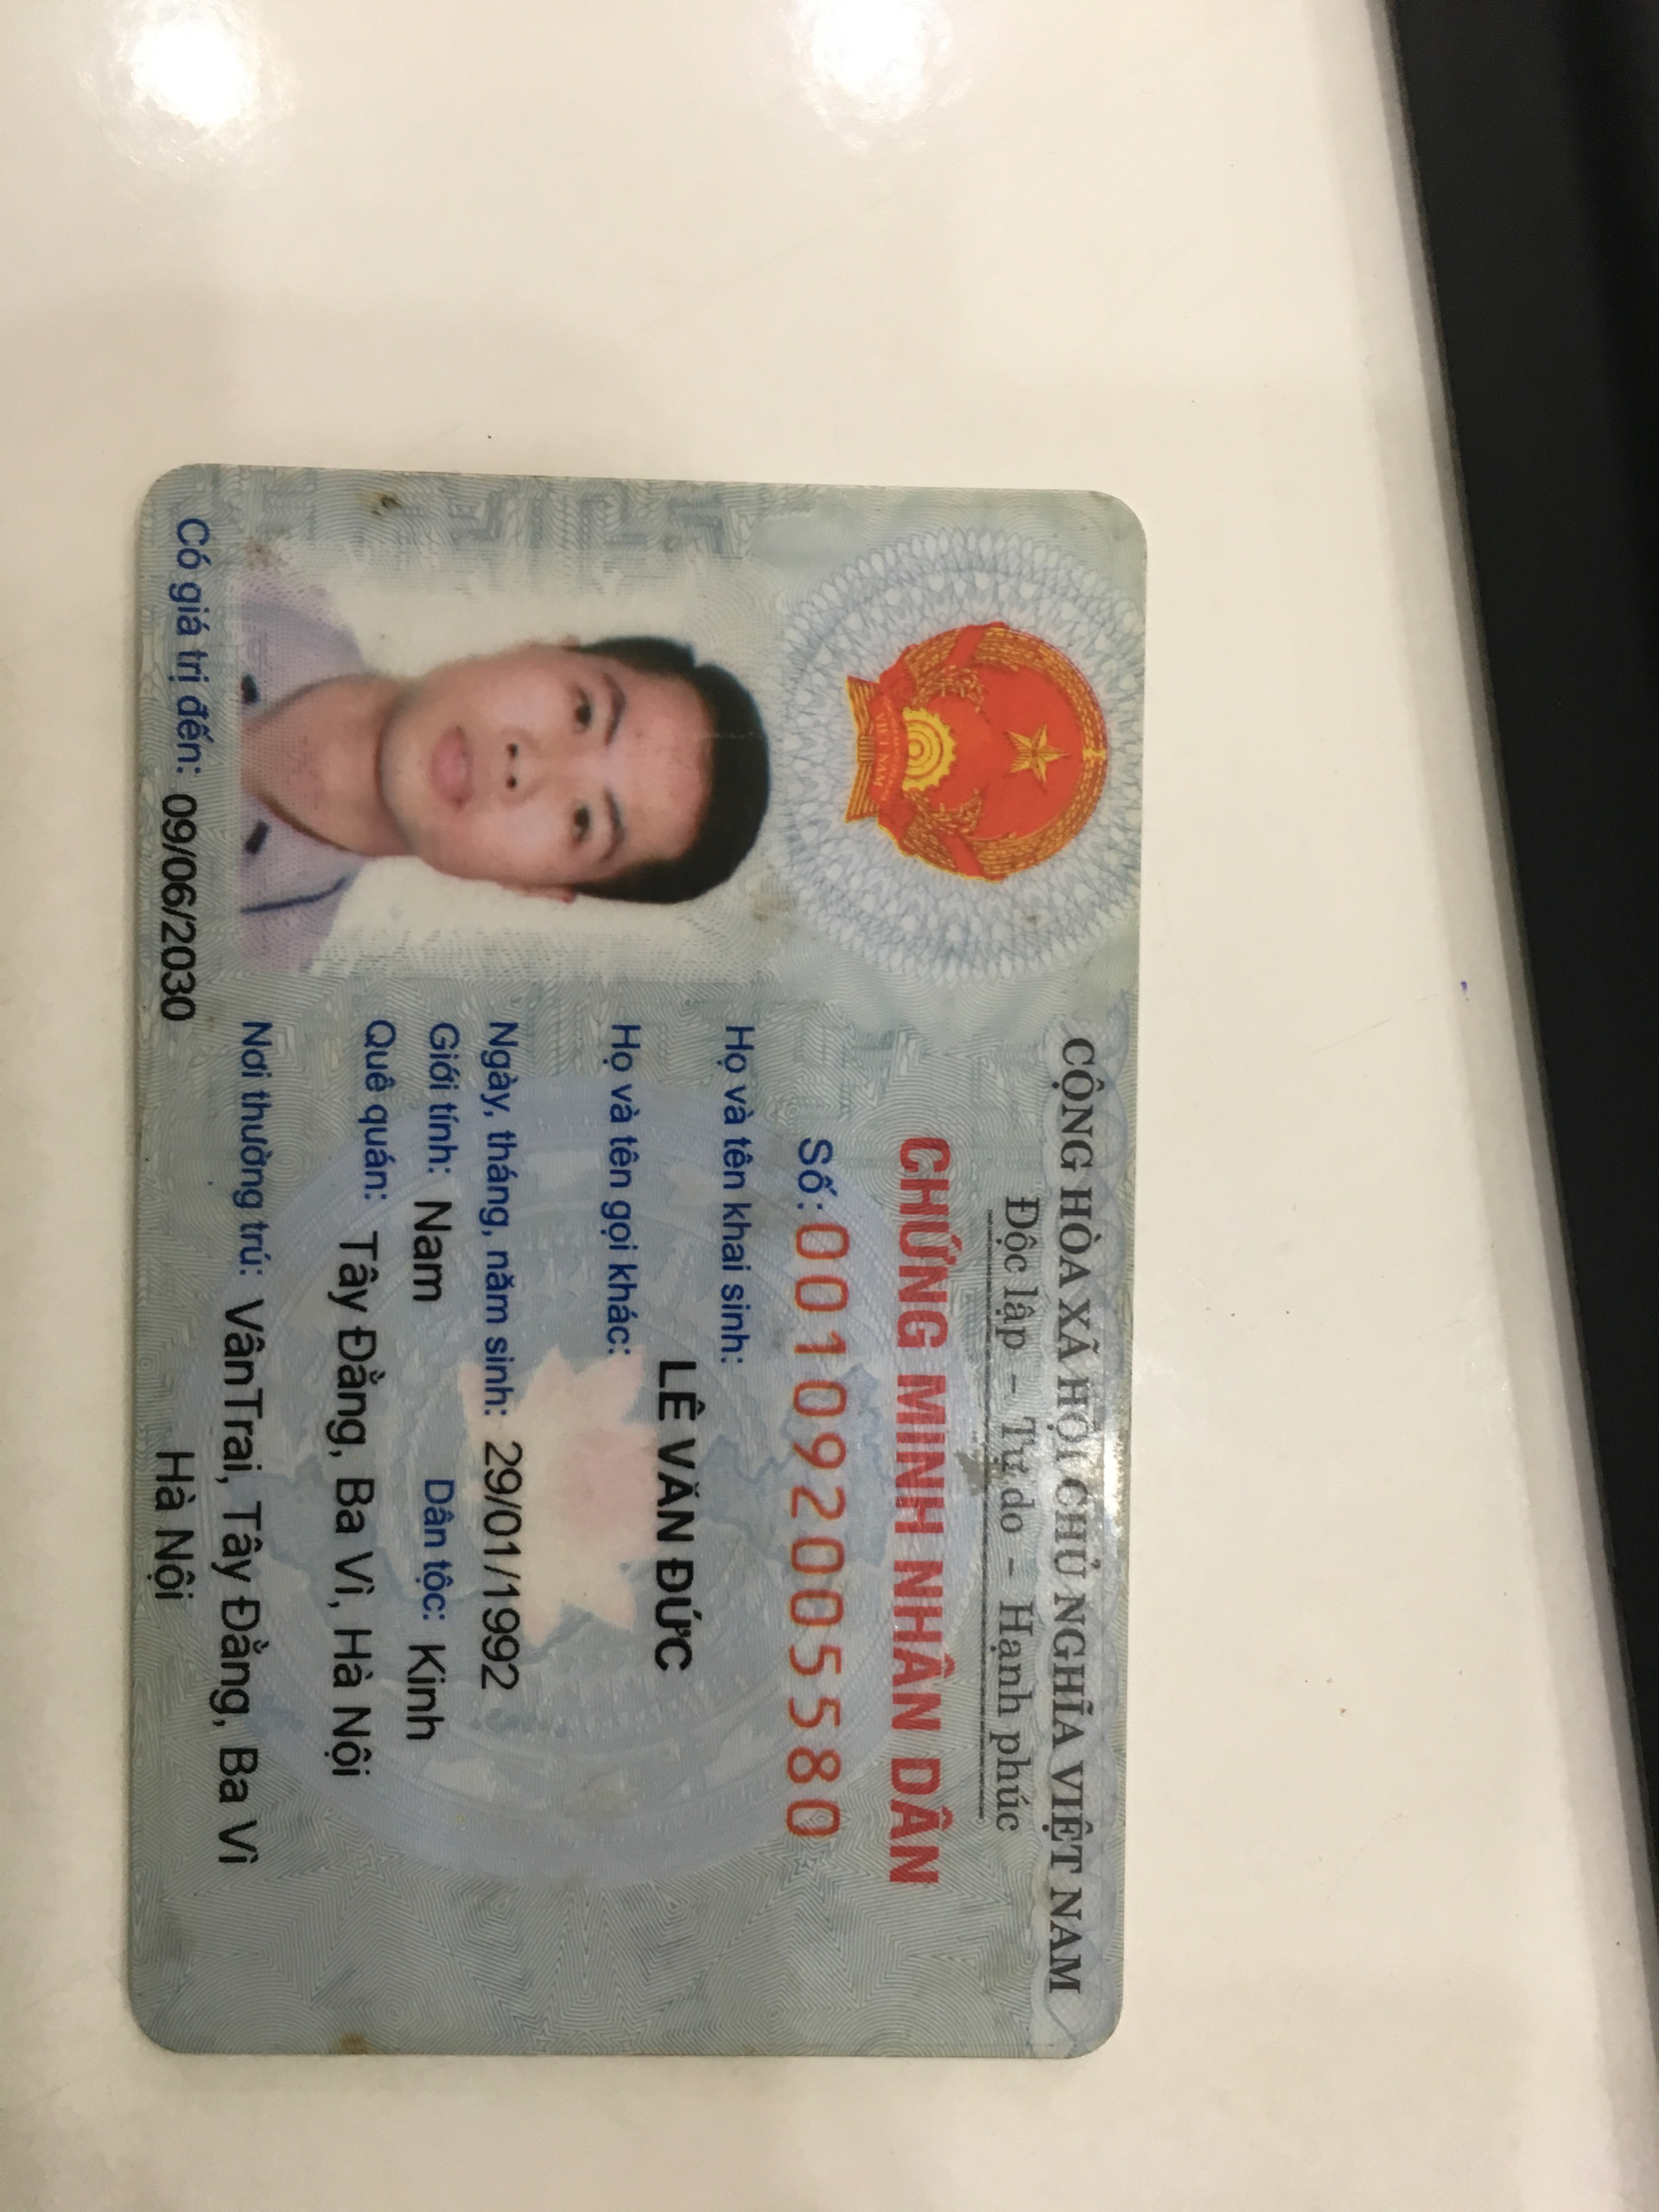 CỘNG HÒA XÃ HỘI CHỦ NGHĨA VIỆT NAM
Độc lập – Tự do – Hạnh phúc
CHỨNG MINH NHÂN DÂN
Số: 001092005580
Họ và tên khai sinh:
LÊ VĂN ĐỨC
Họ và tên gọi khác:
Ngày, tháng, năm sinh: 29/01/1992
Giới tính: Nam Dân tộc: Kinh
Quê quán: Tây Đằng, Ba Vì, Hà Nội
Nơi thường trú: VânTrai, Tây Đằng, Ba Vì
Hà Nội
Có giá trị đến: 09/06/2030
VIỆT NAM